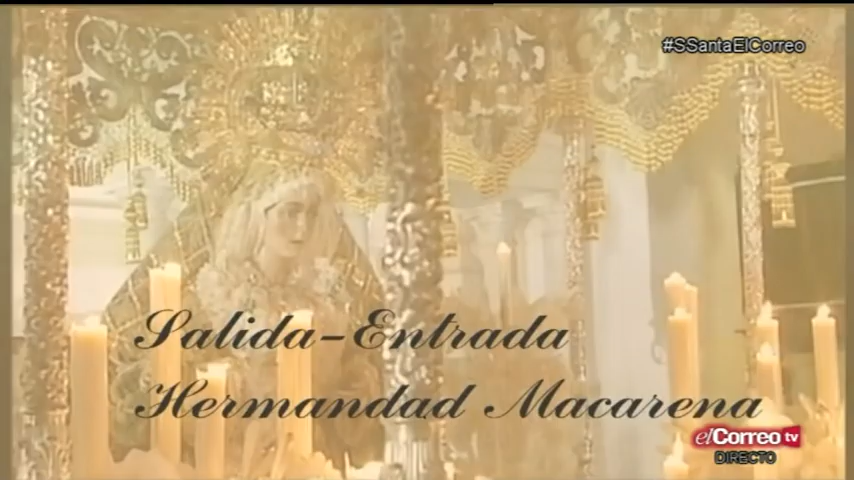 #SSantaElCorreo
Salida-Entrada
Hermandad Macarena
elCorreo tv
DIRECTO